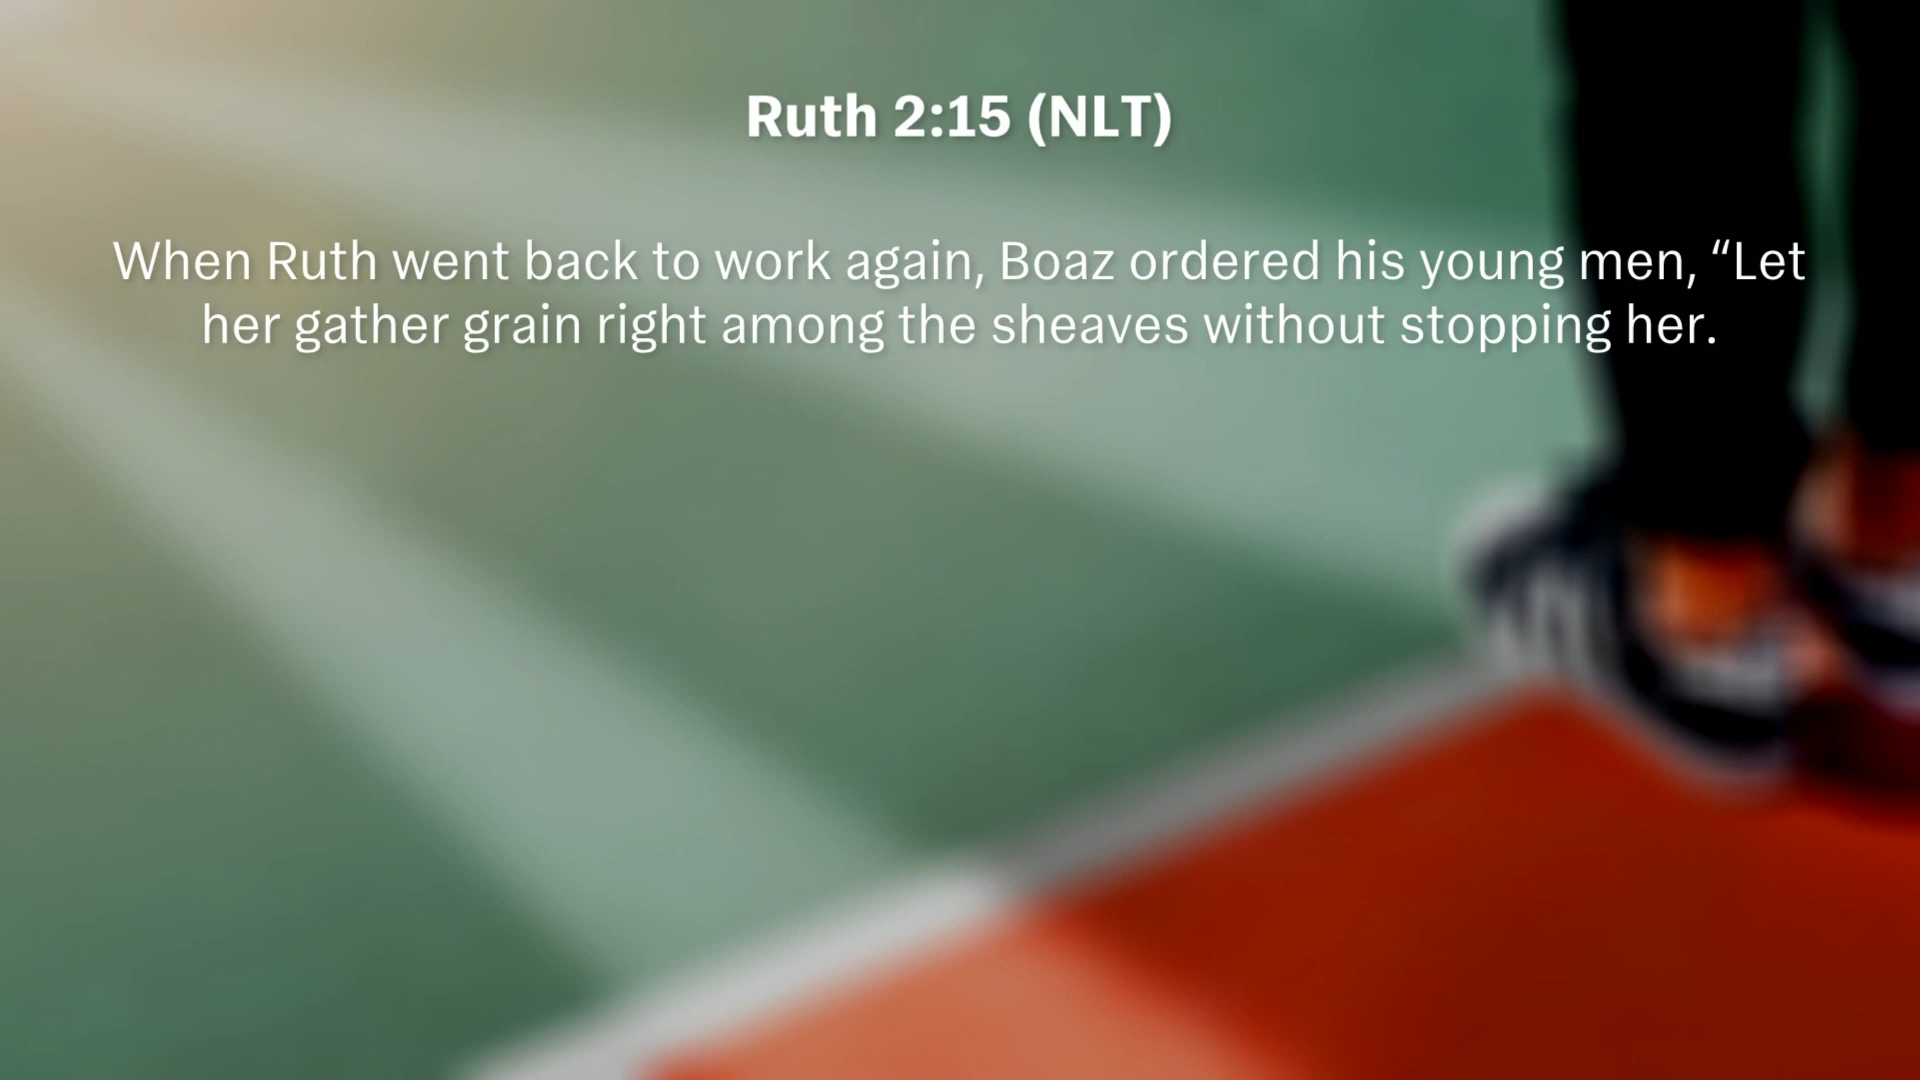 Ruth 2:15 (NLT)
When Ruth went back to work again, Boaz ordered his young men, “Let
her gather grain right among the sheaves without stopping her.